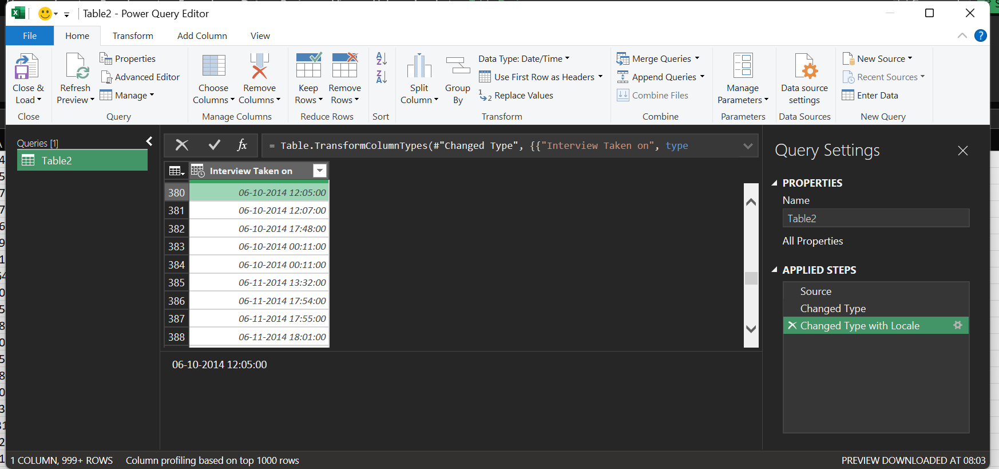 Table2 - Power Query Editor
File
Home
Transform
Add Column
View
Close &
Load
Close
Refresh
Preview
Properties
Advanced Editor
Manage
Query
Choose
Columns
Remove
Columns
Manage Columns
Keep
Rows
Remove
Rows
Reduce Rows
Sort
Split
Column
Group
By
Data Type: Date/Time
Use First Row as Headers
Replace Values
Transform
Merge Queries
Append Queries
Combine Files
Combine
Manage
Parameters
Parameters
Data source
settings
Data Sources
New Source
Recent Sources
Enter Data
New Query
Queries [1]
Table2
fx
= Table.TransformColumnTypes(#"Changed Type", {{"Interview Taken on", type
Interview Taken on
380 06-10-2014 12:05:00
381 06-10-2014 12:07:00
382 06-10-2014 17:48:00
383 06-10-2014 00:11:00
384 06-10-2014 00:11:00
385 06-11-2014 13:32:00
386 06-11-2014 17:54:00
387 06-11-2014 17:55:00
388 06-11-2014 18:01:00
06-10-2014 12:05:00
Query Settings
PROPERTIES
Name
Table2
All Properties
APPLIED STEPS
Source
Changed Type
Changed Type with Locale
1 COLUMN, 999+ ROWS
Column profiling based on top 1000 rows
PREVIEW DOWNLOADED AT 08:03